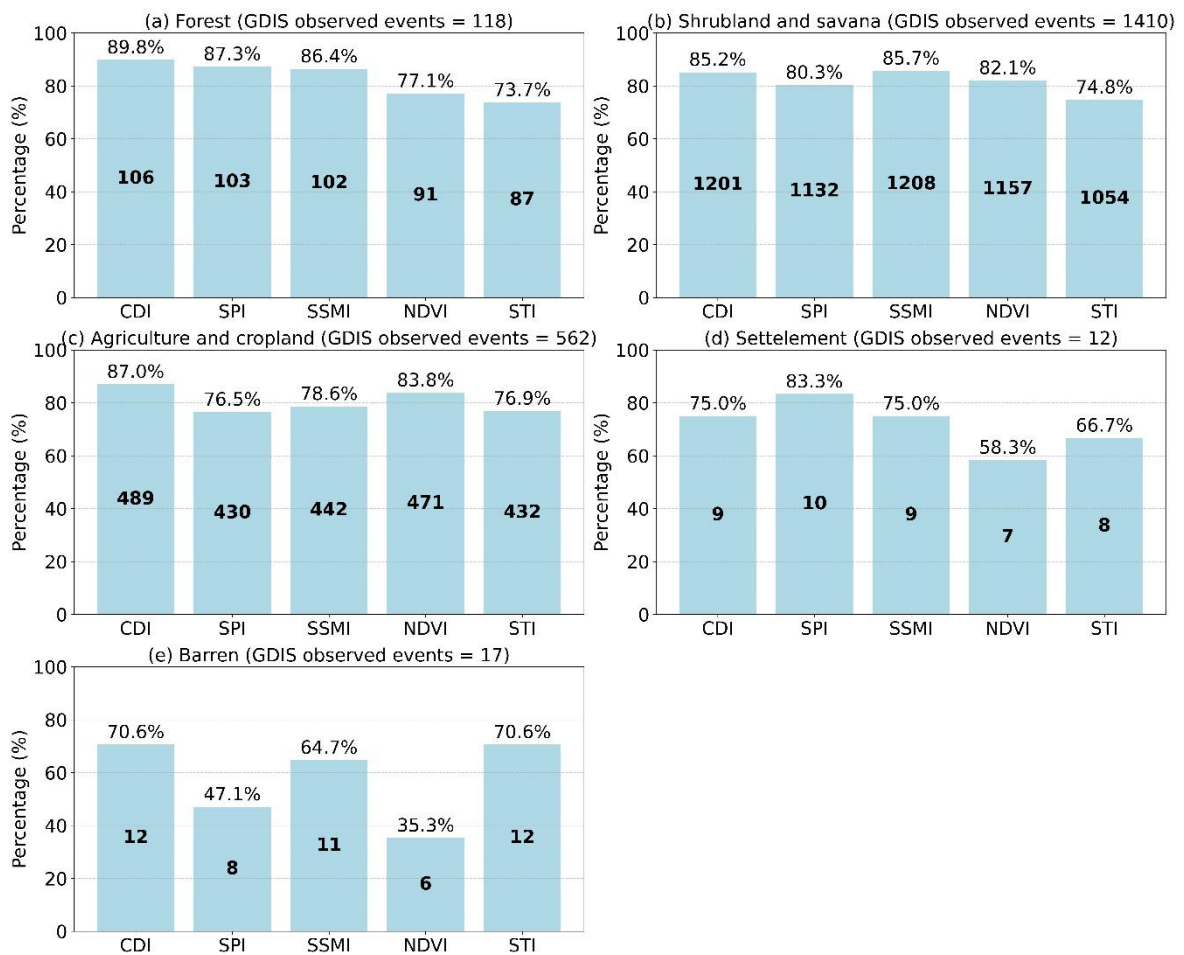 (a) Forest (GDIS observed events = 118)
100
80
60
40
20
0
Percentage (%)
89.8%
87.3%
86.4%
77.1%
73.7%
106
103
102
91
87
CDI
SPI
SSMI
NDVI
STI
(b) Shrubland and savana (GDIS observed events = 1410)
100
80
60
40
20
0
Percentage (%)
85.2%
80.3%
85.7%
82.1%
74.8%
1201
1132
1208
1157
1054
CDI
SPI
SSMI
NDVI
STI
(c) Agriculture and cropland (GDIS observed events = 562)
100
80
60
40
20
0
Percentage (%)
87.0%
76.5%
78.6%
83.8%
76.9%
489
430
442
471
432
CDI
SPI
SSMI
NDVI
STI
(d) Settelement (GDIS observed events = 12)
100
80
60
40
20
0
Percentage (%)
75.0%
83.3%
75.0%
58.3%
66.7%
9
10
9
7
8
CDI
SPI
SSMI
NDVI
STI
(e) Barren (GDIS observed events = 17)
100
80
60
40
20
0
Percentage (%)
70.6%
47.1%
64.7%
35.3%
70.6%
12
8
11
6
12
CDI
SPI
SSMI
NDVI
STI